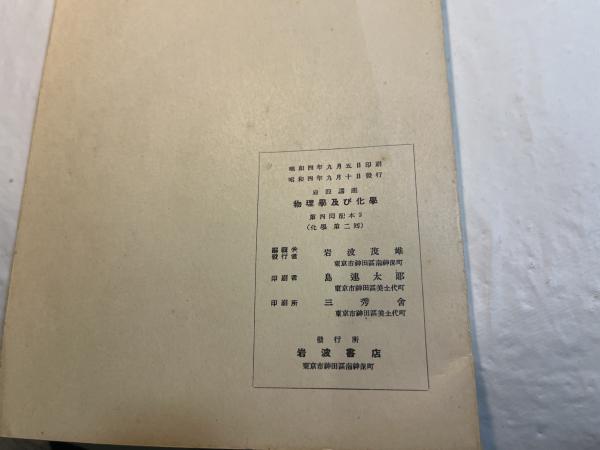 昭和四年九月五日印刷
昭和四年九月十日發行
岩波講座
物理學及び化學
第四回配本
(化學 第二回)
編輯兼
發行者 岩波茂雄
東京市神田區南神保町
印刷者 島連太郎
東京市神田區美土代町
印刷所 三秀舍
東京市神田區美土代町
發行所
岩波書店
東京市神田區南神保町